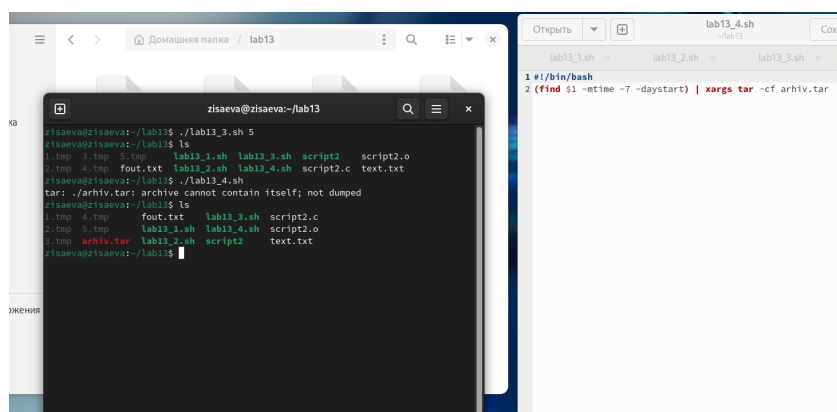 Домашняя папка / lab13
ха
ожения
zisaeva@zisaeva:~/lab13
zisaeva@zisaeva:~/lab13$ ./lab13_3.sh 5
zisaeva@zisaeva:~/lab13$ ls
1.tmp 3.tmp 5.tmp lab13_1.sh lab13_3.sh script2 script2.o
2.tmp 4.tmp fout.txt lab13_2.sh lab13_4.sh script2.c text.txt
zisaeva@zisaeva:~/lab13$ ./lab13_4.sh
tar: ./arhiv.tar: archive cannot contain itself; not dumped
zisaeva@zisaeva:~/lab13$ ls
1.tmp 4.tmp fout.txt lab13_3.sh script2.c
2.tmp 5.tmp lab13_1.sh lab13_4.sh script2.o
3.tmp arhiv.tar lab13_2.sh script2 text.txt
zisaeva@zisaeva:~/lab13$
Открыть
lab13_4.sh
~/lab13
Сох
lab13_1.sh × lab13_2.sh × lab13_3.sh ×
1 #!/bin/bash
2 (find $1 -mtime -7 -daystart) | xargs tar -cf arhiv.tar